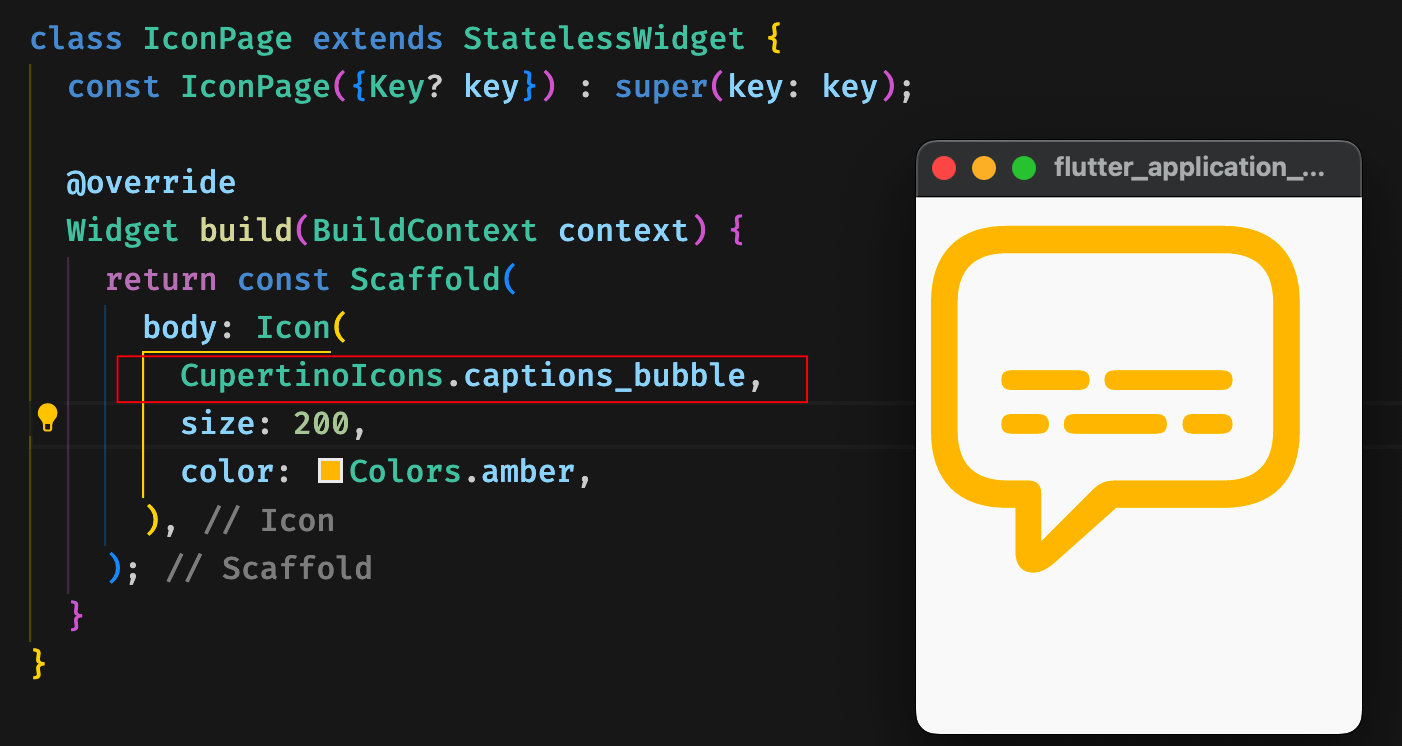 class IconPage extends StatelessWidget {
const IconPage({Key? key}) : super(key: key);
@override
Widget build(BuildContext context) {
return const Scaffold(
body: Icon(
CupertinoIcons.captions_bubble,
size: 200,
color: Colors.amber,
), // Icon
); // Scaffold
}
}
flutter_application_...